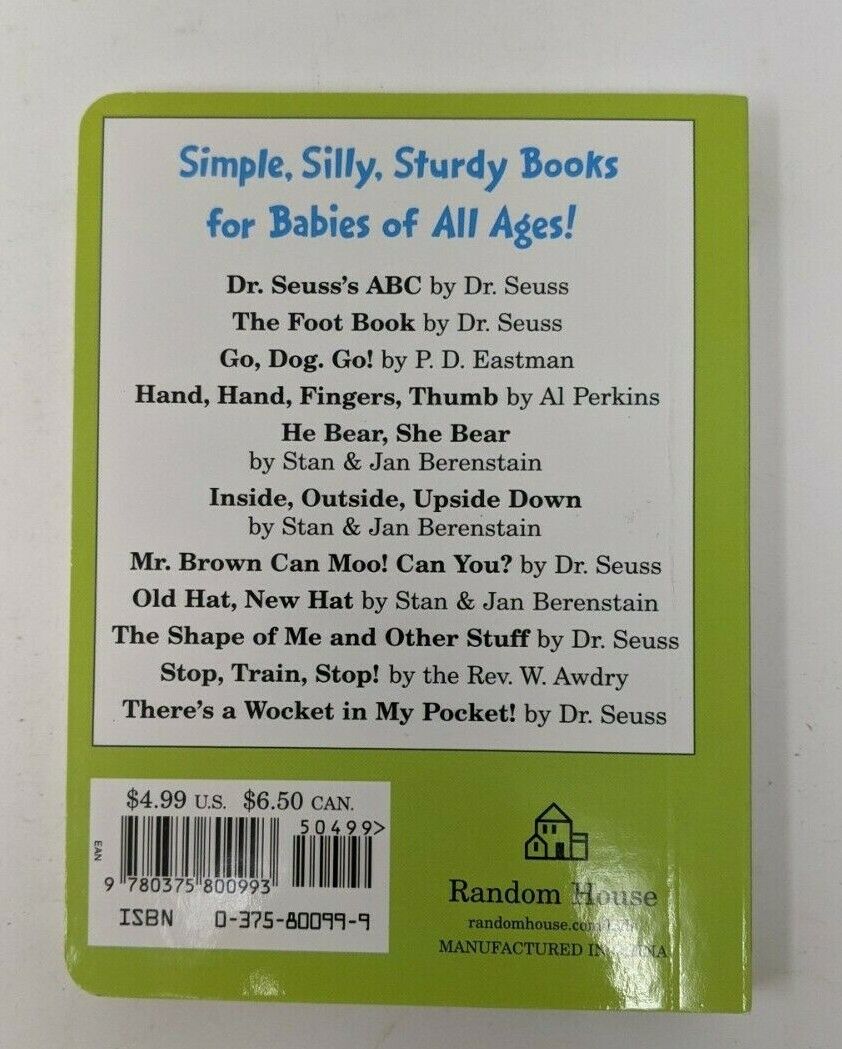 Simple, Silly, Sturdy Books
for Babies of All Ages!
Dr. Seuss's ABC by Dr. Seuss
The Foot Book by Dr. Seuss
Go, Dog. Go! by P. D. Eastman
Hand, Hand, Fingers, Thumb by Al Perkins
He Bear, She Bear
by Stan & Jan Berenstain
Inside, Outside, Upside Down
by Stan & Jan Berenstain
Mr. Brown Can Moo! Can You? by Dr. Seuss
Old Hat, New Hat by Stan & Jan Berenstain
The Shape of Me and Other Stuff by Dr. Seuss
Stop, Train, Stop! by the Rev. W. Awdry
There's a Wocket in My Pocket! by Dr. Seuss
$4.99 U.S. $6.50 CAN.
50499>
EAN
9 780375 800993
ISBN 0-375-80099-9
Random House
MANUFACTURED IN CHINA